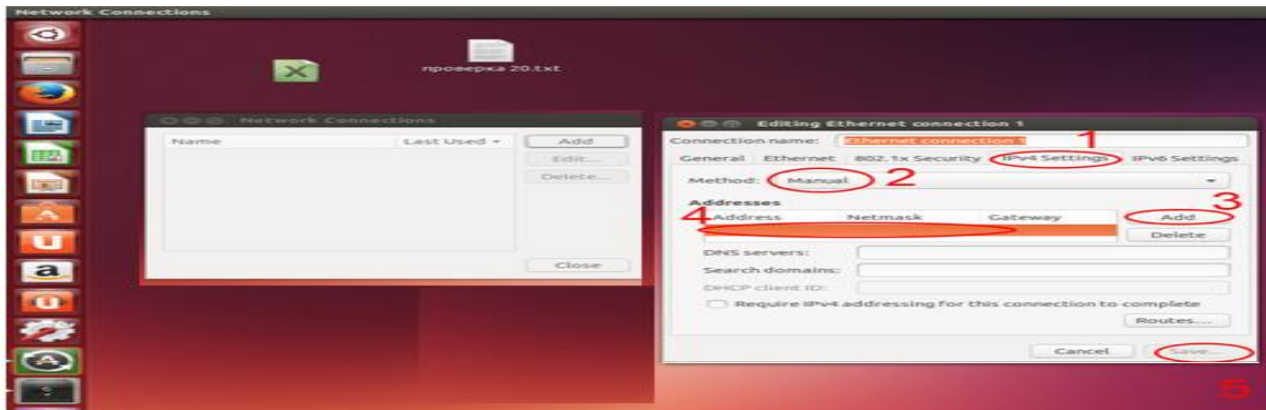 Network Connections
проверка 20.txt
Network Connections
Name Last Used Add
Edit...
Delete...
Close
Editing Ethernet connection 1
1
Connection name: Ethernet connection 1
General Ethernet 802.1x Security IPv4 Settings IPv6 Settings
Method: Manual 2
3
Addresses
4 Address Netmask Gateway Add
Delete
DNS servers:
Search domains:
DHCP client ID:
Require IPv4 addressing for this connection to complete
Routes...
Cancel Save...
5